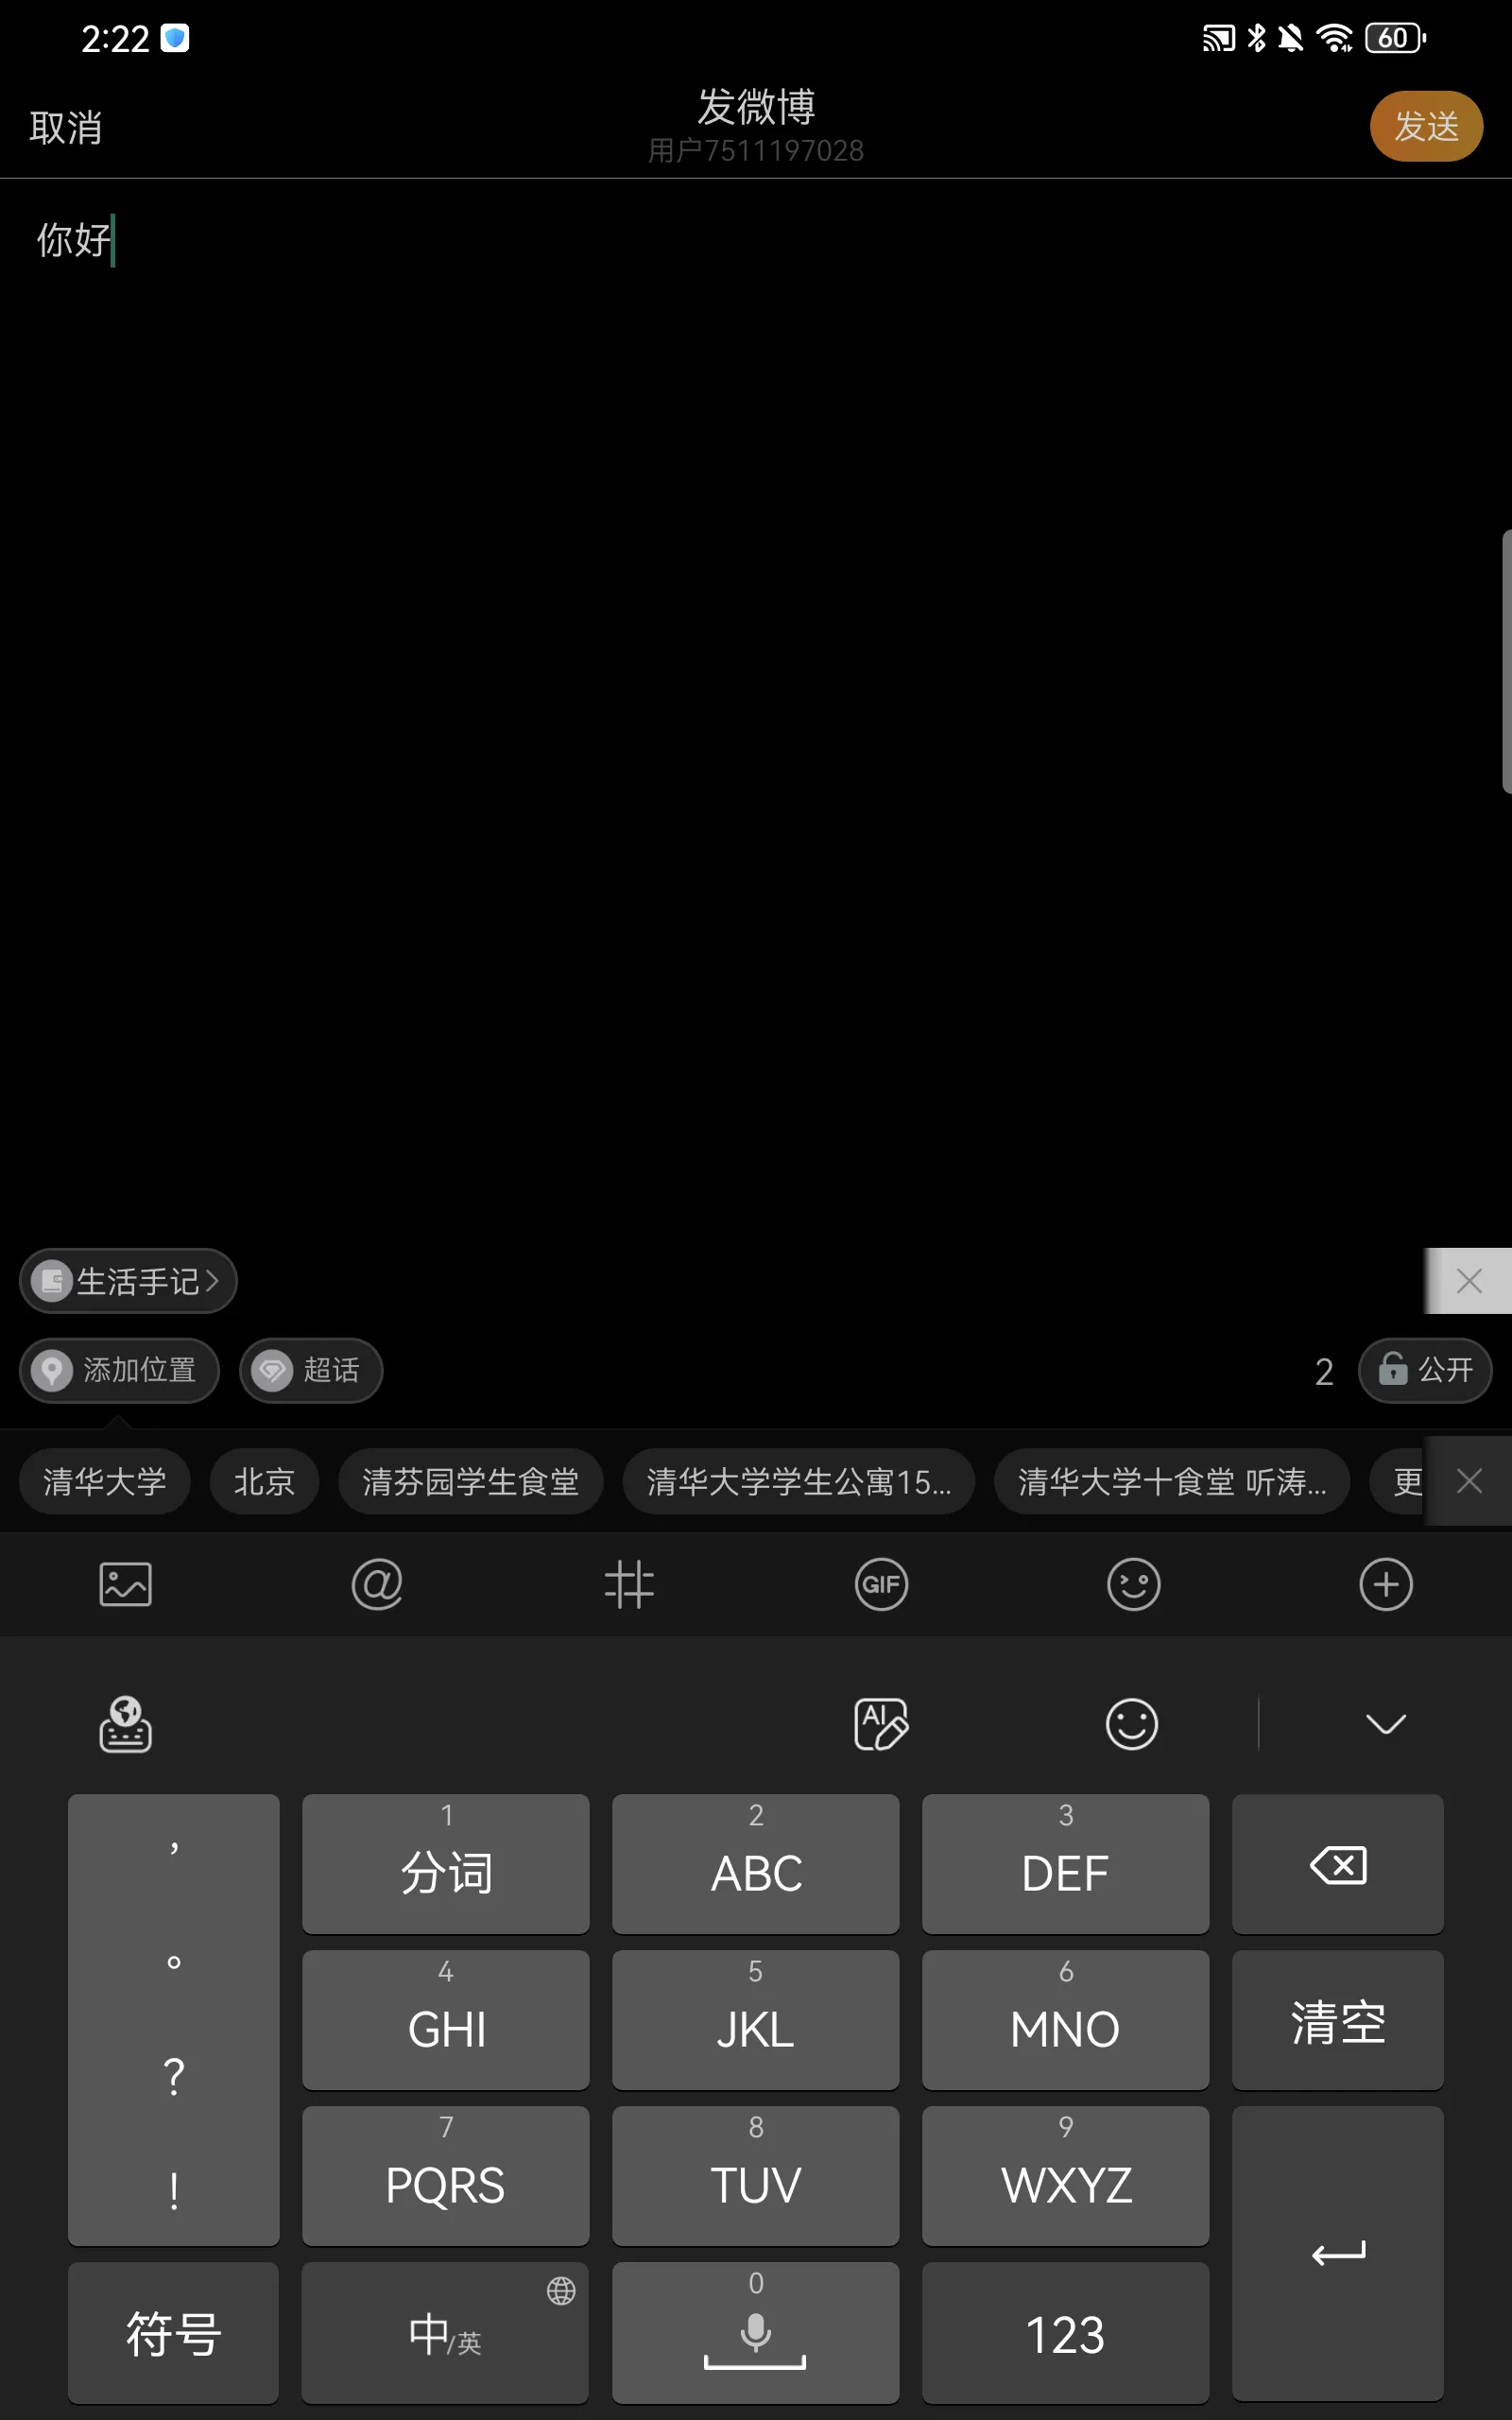 2:22 60
取消 发微博 发送
用户7511197028
你好
生活手记
添加位置 超话 2 公开
清华大学 北京 清芬园学生食堂 清华大学学生公寓15... 清华大学十食堂 听涛... 更
@ GIF
AI
， 1 2 3
分词 ABC DEF
。 4 5 6
GHI JKL MNO 清空
？ 7 8 9
！ PQRS TUV WXYZ
0
符号 中/英 123